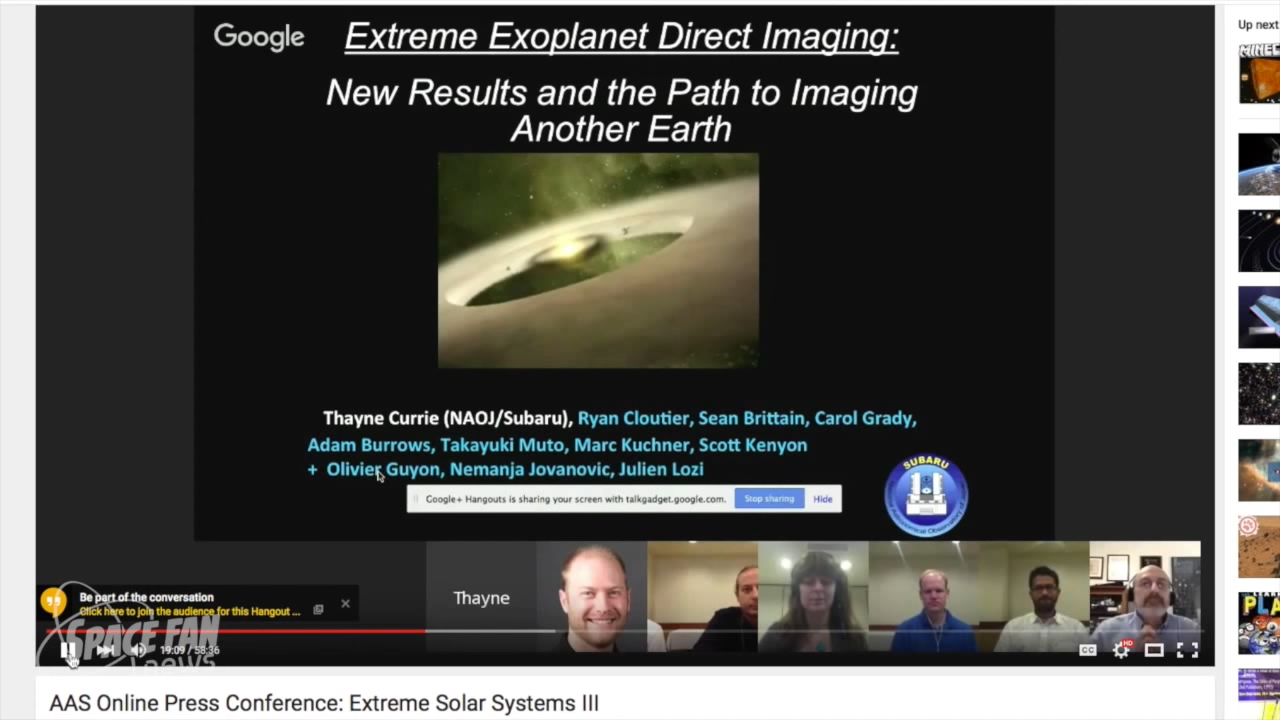 Google
Extreme Exoplanet Direct Imaging:
New Results and the Path to Imaging
Another Earth
Up next
Thayne Currie (NAOJ/Subaru), Ryan Cloutier, Sean Brittain, Carol Grady,
Adam Burrows, Takayuki Muto, Marc Kuchner, Scott Kenyon
+ Olivier Guyon, Nemanja Jovanovic, Julien Lozi
SUBARU
Google+ Hangouts is sharing your screen with talkgadget.google.com. Stop sharing Hide
Be part of the conversation
Click here to join the audience for this Hangout ...
Thayne
SPACE FAN
news
19:09 / 58:36
CC
HD
AAS Online Press Conference: Extreme Solar Systems III